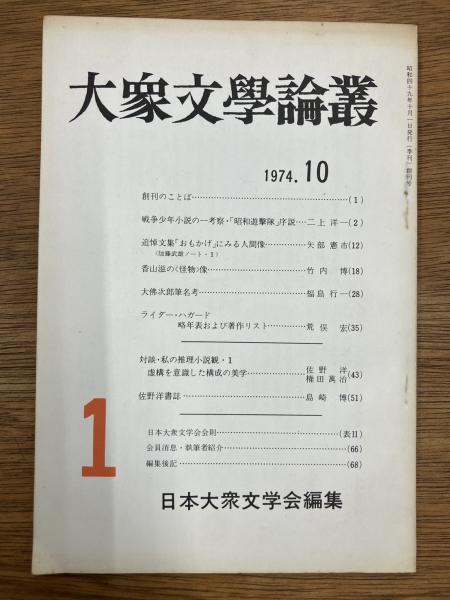 大衆文學論叢
昭和四十九年十月一日発行(季刊)創刊号
1974.10
創刊のことば…(1)
戦争少年小説の一考察・「昭和遊撃隊」序説…二上洋一(2)
追悼文集「おもかげ」にみる人間像…矢部憲市(12)
〈加藤武雄ノート・I〉
香山滋の〈怪物〉像…竹内博(18)
大佛次郎筆名考…福島行一(28)
ライダー・ハガード
略年表および著作リスト…荒俣宏(35)
対談・私の推理小説観・1
虚構を意識した構成の美学…佐野洋 権田萬治(43)
佐野洋書誌…島崎博(51)
日本大衆文学会会則…(表II)
会員消息・執筆者紹介…(66)
編集後記…(68)
1
日本大衆文学会編集